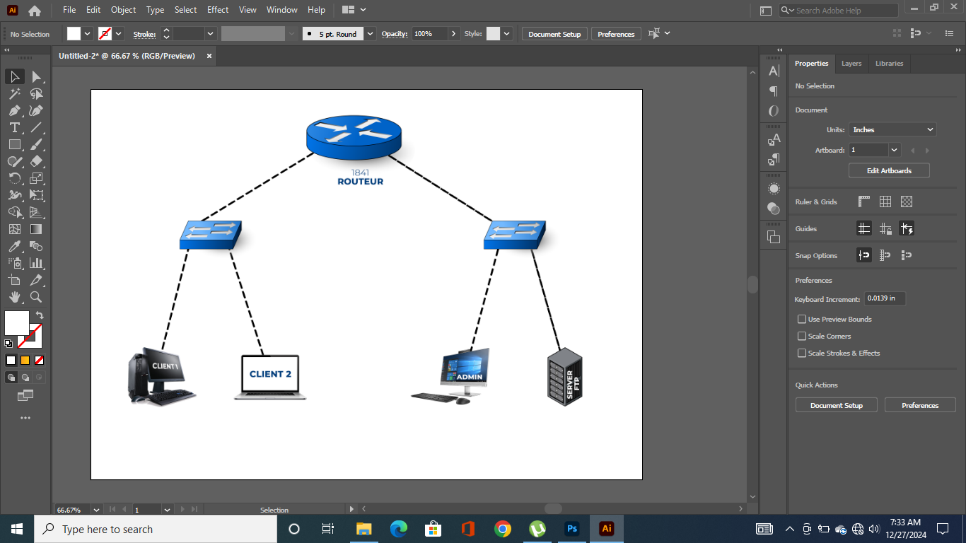 Ai File Edit Object Type Select Effect View Window Help Search Adobe Help
No Selection Stroke: 5 pt. Round Opacity: 100% Style: Document Setup Preferences
Untitled-2* @ 66.67 % (RGB/Preview) ×
Properties Layers Libraries
No Selection
Document
Units: Inches
Artboard: 1
Edit Artboards
Ruler & Grids
Guides
Snap Options
Preferences
Keyboard Increment: 0.0139 in
Use Preview Bounds
Scale Corners
Scale Strokes & Effects
Quick Actions
Document Setup Preferences
1841
ROUTEUR
CLIENT 1
CLIENT 2
ADMIN
SERVER
FTP
66.67% 1 Selection
Type here to search
Ps
Ai
7:33 AM
12/27/2024